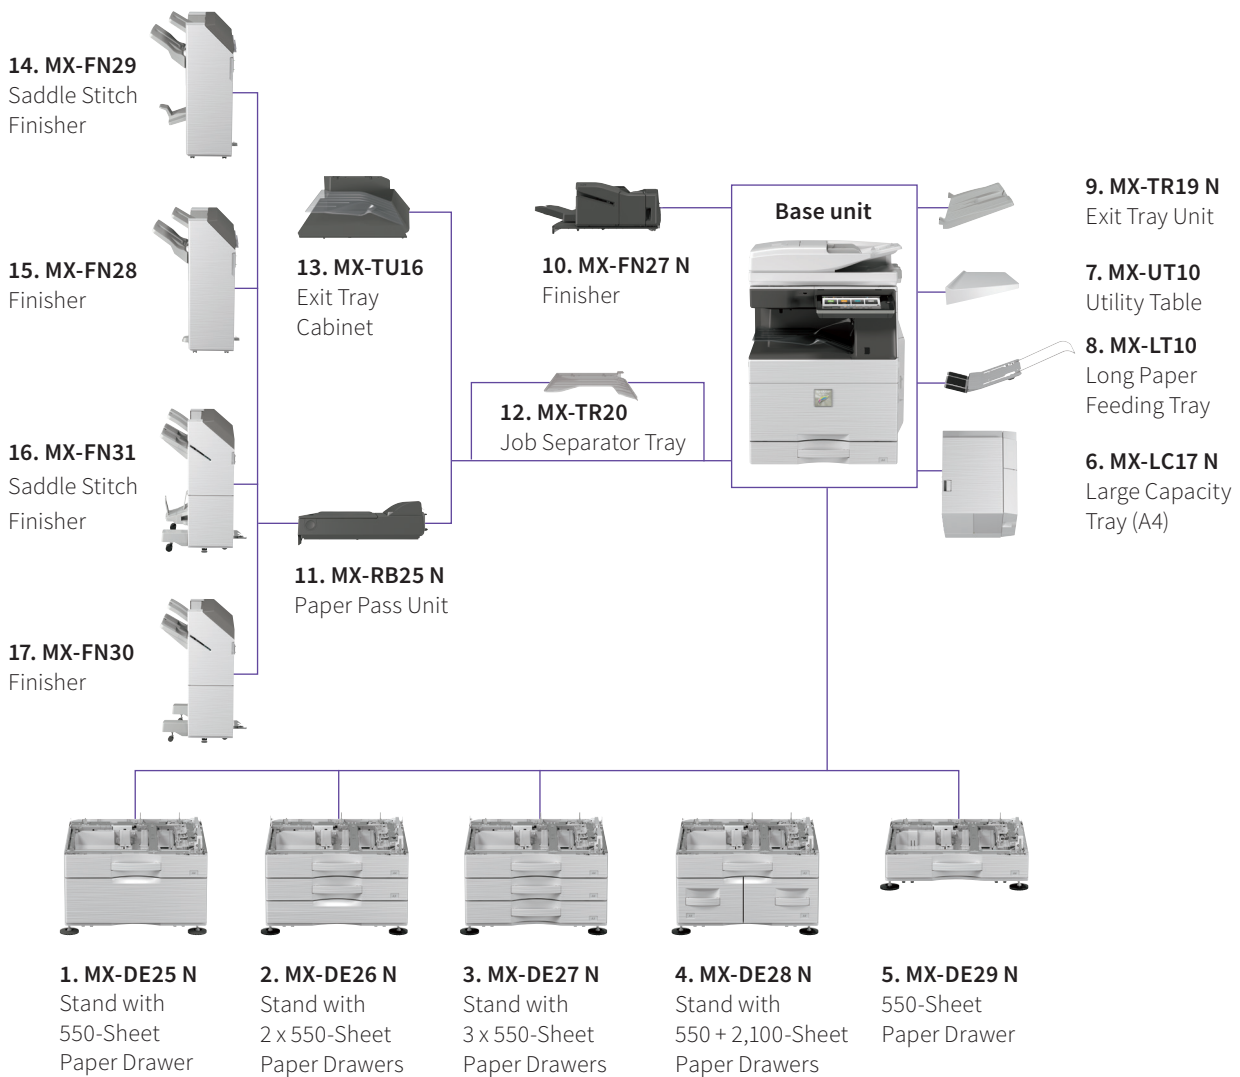 14. MX-FN29
Saddle Stitch
Finisher
15. MX-FN28
Finisher
16. MX-FN31
Saddle Stitch
Finisher
17. MX-FN30
Finisher
13. MX-TU16
Exit Tray
Cabinet
11. MX-RB25 N
Paper Pass Unit
10. MX-FN27 N
Finisher
12. MX-TR20
Job Separator Tray
Base unit
9. MX-TR19 N
Exit Tray Unit
7. MX-UT10
Utility Table
8. MX-LT10
Long Paper
Feeding Tray
6. MX-LC17 N
Large Capacity
Tray (A4)
1. MX-DE25 N
Stand with
550-Sheet
Paper Drawer
2. MX-DE26 N
Stand with
2 x 550-Sheet
Paper Drawers
3. MX-DE27 N
Stand with
3 x 550-Sheet
Paper Drawers
4. MX-DE28 N
Stand with
550 + 2,100-Sheet
Paper Drawers
5. MX-DE29 N
550-Sheet
Paper Drawer